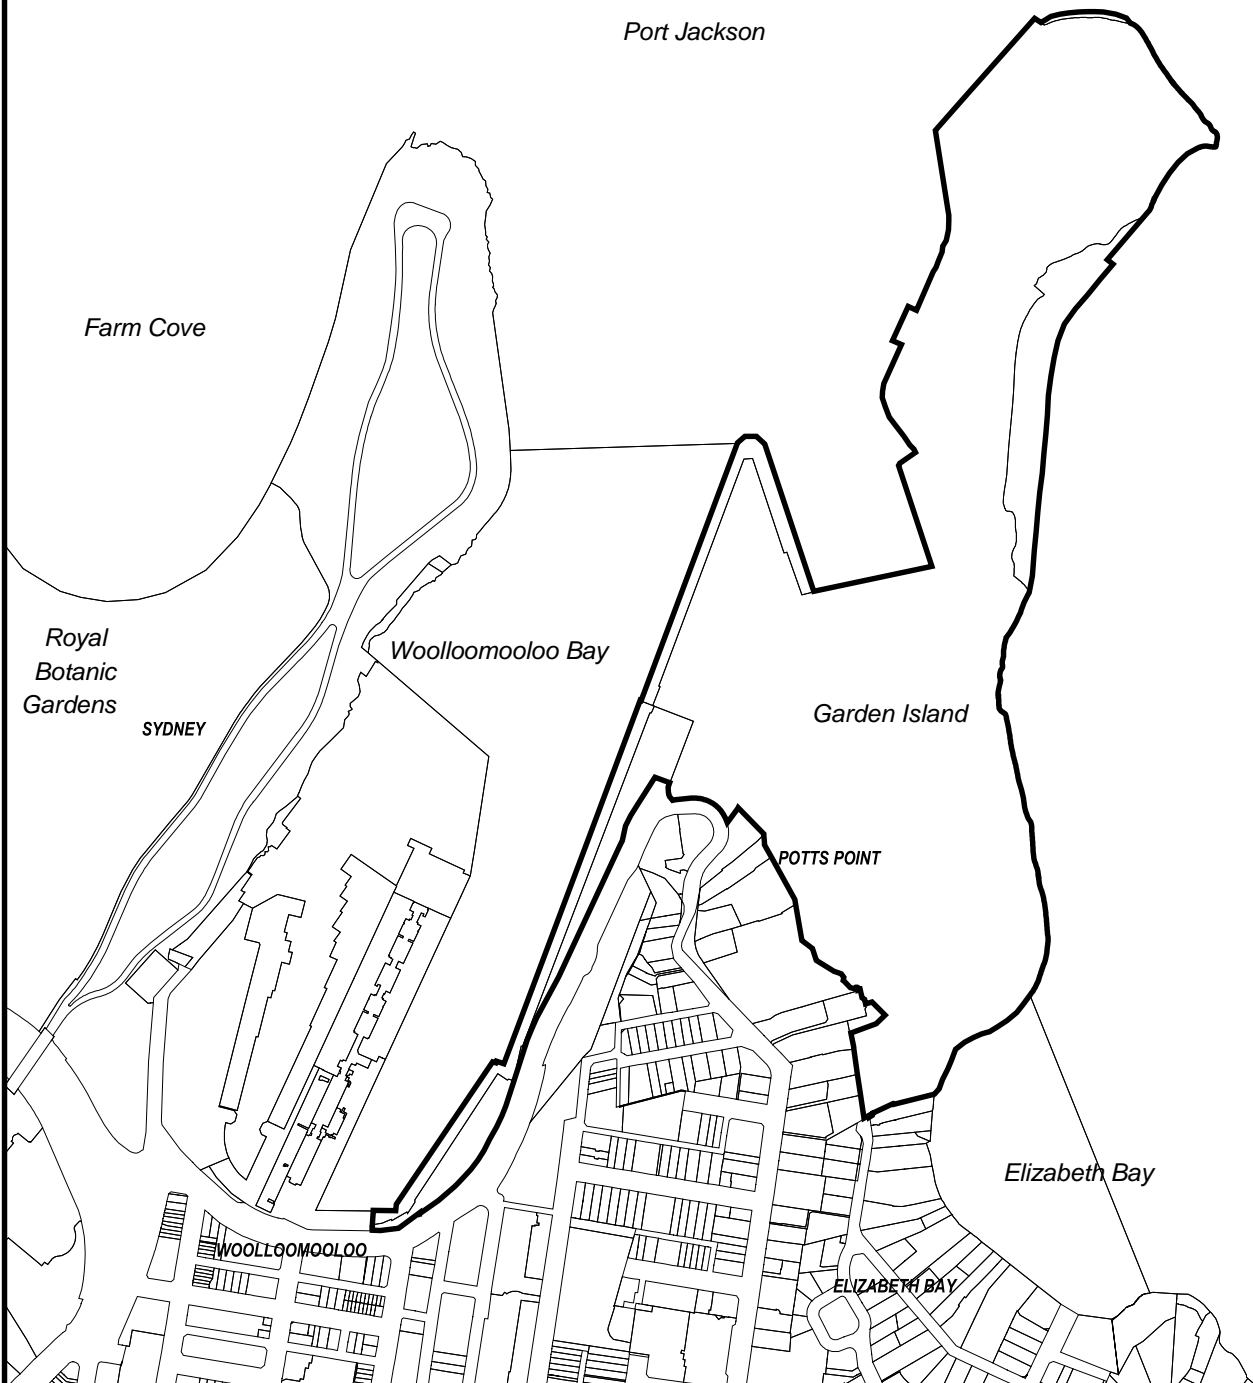 Port Jackson
Farm Cove
Royal
Botanic
Gardens
Woolloomooloo Bay
SYDNEY
Garden Island
POTTS POINT
Elizabeth Bay
WOOLLOOMOOLOO
ELIZABETH BAY